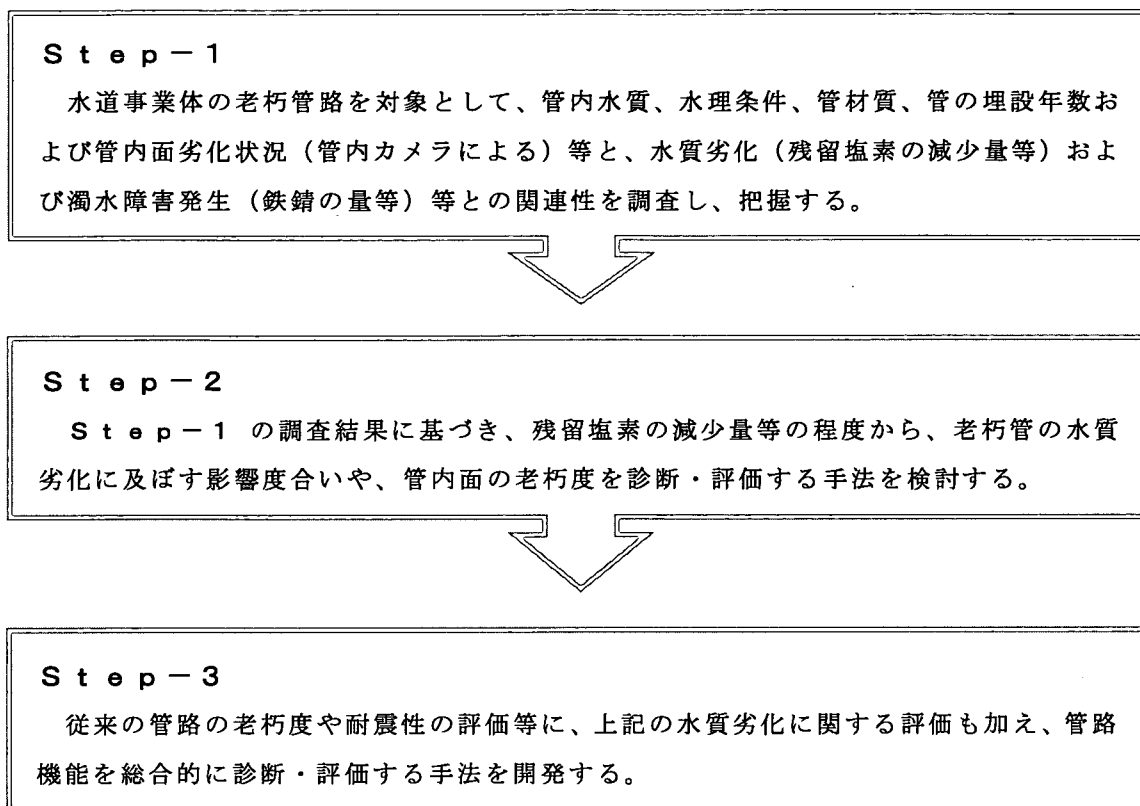 Step－1
水道事業体の老朽管路を対象として、管内水質、水理条件、管材質、管の埋設年数お
よび管内面劣化状況（管内カメラによる）等と、水質劣化（残留塩素の減少量等）およ
び濁水障害発生（鉄錆の量等）等との関連性を調査し、把握する。
Step－2
Step－1 の調査結果に基づき、残留塩素の減少量等の程度から、老朽管の水質
劣化に及ぼす影響度合いや、管内面の老朽度を診断・評価する手法を検討する。
Step－3
従来の管路の老朽度や耐震性の評価等に、上記の水質劣化に関する評価も加え、管路
機能を総合的に診断・評価する手法を開発する。